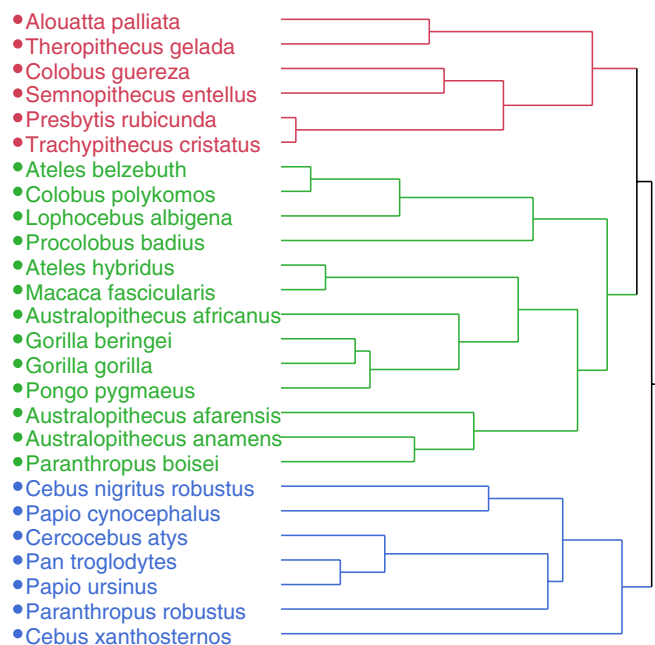 Alouatta palliata
Theropithecus gelada
Colobus guereza
Semnopithecus entellus
Presbytis rubicunda
Trachypithecus cristatus
Ateles belzebuth
Colobus polykomos
Lophocebus albigena
Procolobus badius
Ateles hybridus
Macaca fascicularis
Australopithecus africanus
Gorilla beringei
Gorilla gorilla
Pongo pygmaeus
Australopithecus afarensis
Australopithecus anamens
Paranthropus boisei
Cebus nigritus robustus
Papio cynocephalus
Cercocebus atys
Pan troglodytes
Papio ursinus
Paranthropus robustus
Cebus xanthosternos